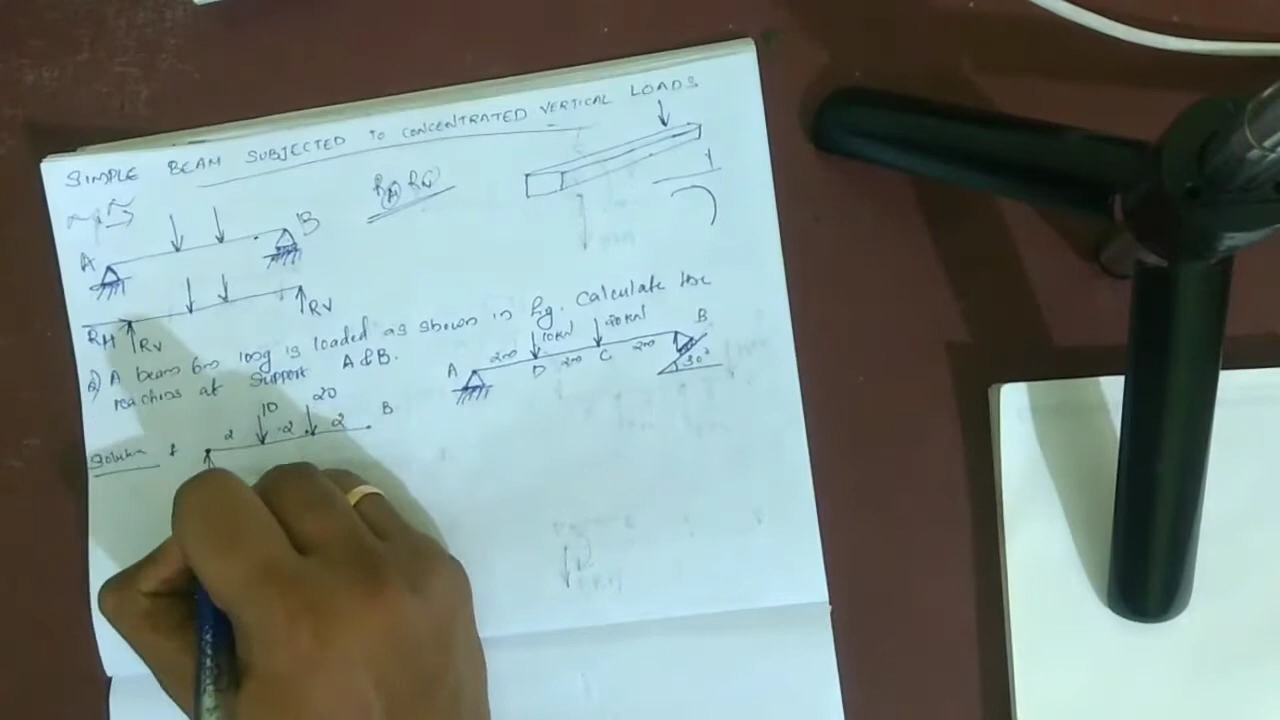 SIMPLE BEAM SUBJECTED TO CONCENTRATED VERTICAL LOADS
A B
RH RV RV
A beam 6m long is loaded as shown in fig. Calculate the
reactions at support A & B.
A 2m 10KN D 2m 20KN C 2m B 30°
Solution 2 10 2 20 2 B